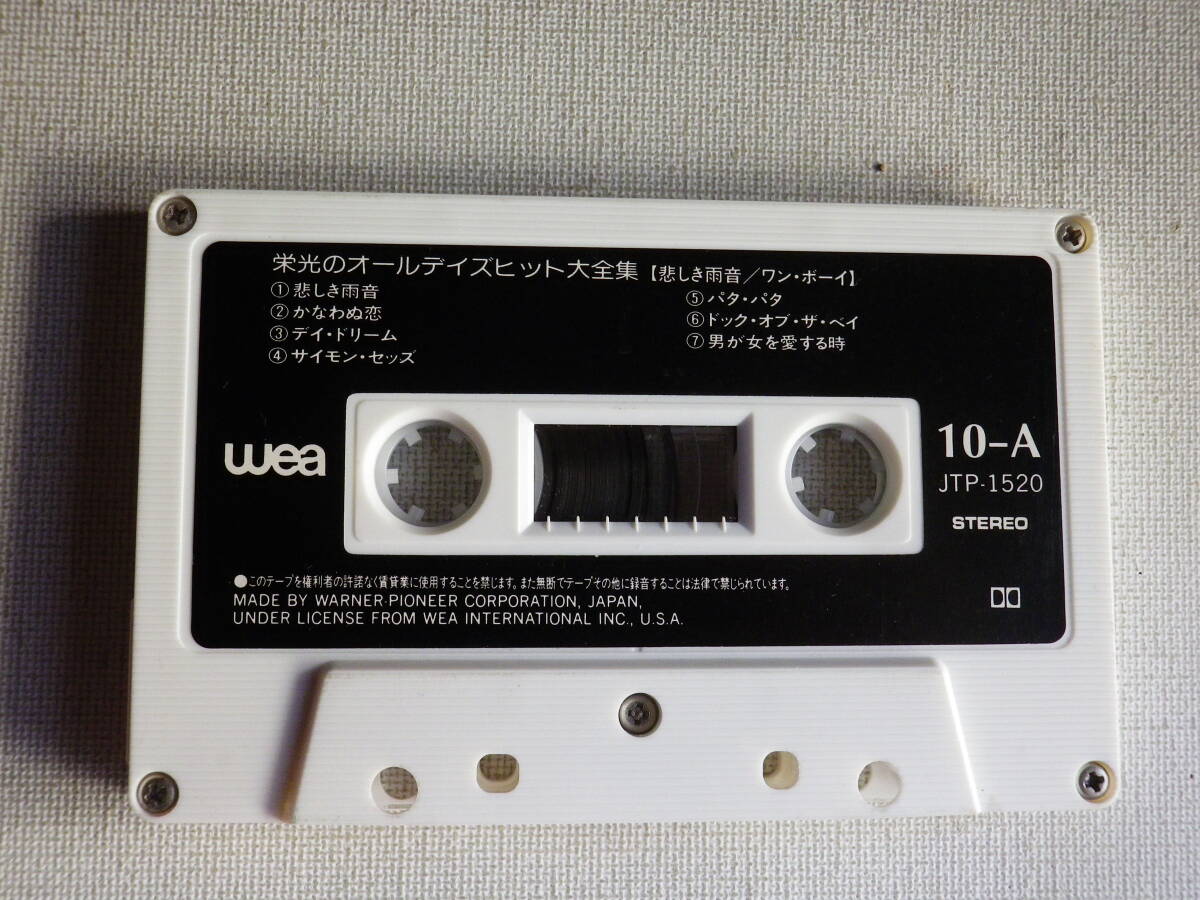 栄光のオールデイズヒット大全集【悲しき雨音／ワン・ボーイ】
①悲しき雨音
②かなわぬ恋
③デイ・ドリーム
④サイモン・セッズ
⑤パタ・パタ
⑥ドック・オブ・ザ・ベイ
⑦男が女を愛する時
wea
10-A
JTP-1520
STEREO
●このテープを権利者の許諾なく賃貸業に使用することを禁じます。また無断でテープその他に録音することは法律で禁じられています。
MADE BY WARNER-PIONEER CORPORATION, JAPAN,
UNDER LICENSE FROM WEA INTERNATIONAL INC., U.S.A.